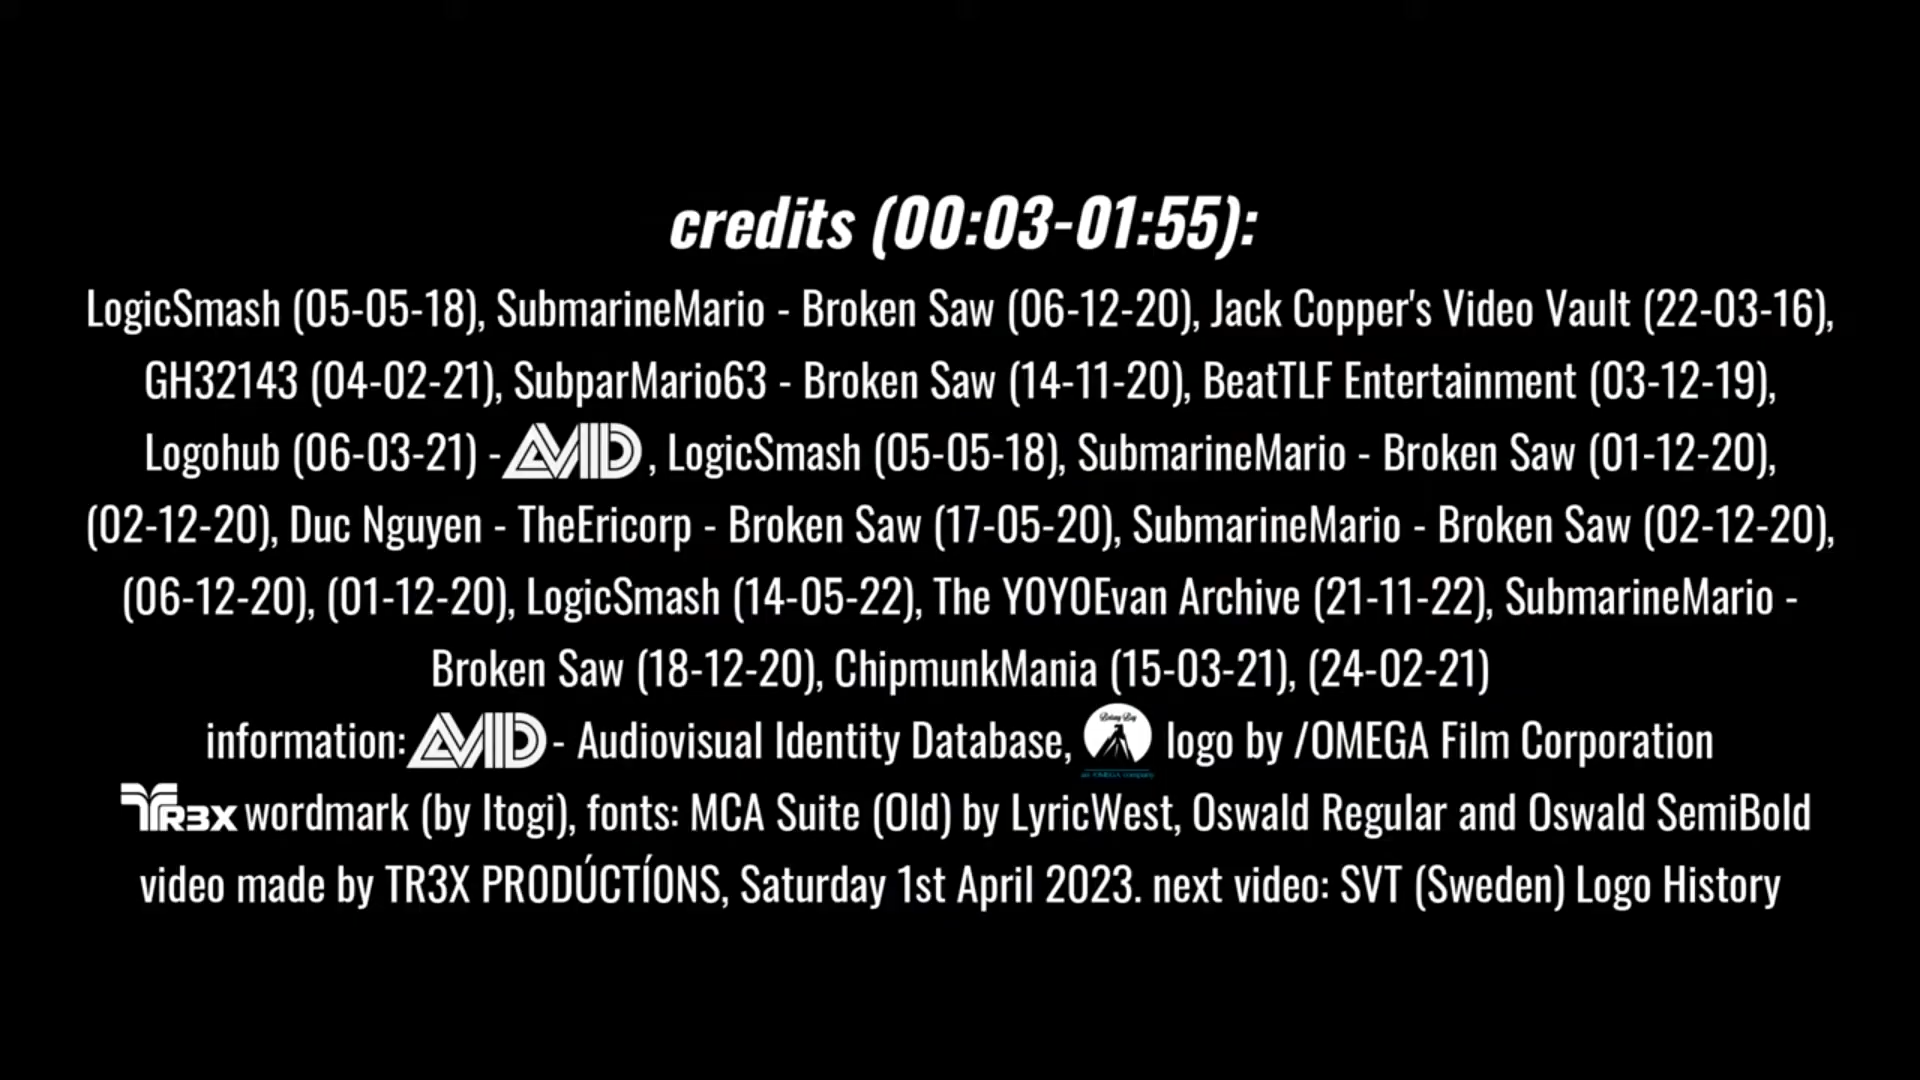 credits (00:03-01:55):
LogicSmash (05-05-18), SubmarineMario - Broken Saw (06-12-20), Jack Copper's Video Vault (22-03-16),
GH32143 (04-02-21), SubparMario63 - Broken Saw (14-11-20), BeatTLF Entertainment (03-12-19),
Logohub (06-03-21) - AVID, LogicSmash (05-05-18), SubmarineMario - Broken Saw (01-12-20),
(02-12-20), Duc Nguyen - TheEricorp - Broken Saw (17-05-20), SubmarineMario - Broken Saw (02-12-20),
(06-12-20), (01-12-20), LogicSmash (14-05-22), The YOYOEvan Archive (21-11-22), SubmarineMario -
Broken Saw (18-12-20), ChipmunkMania (15-03-21), (24-02-21)
information: AVID - Audiovisual Identity Database, Botany Bay an /OMEGA company logo by /OMEGA Film Corporation
TR3X wordmark (by Itogi), fonts: MCA Suite (Old) by LyricWest, Oswald Regular and Oswald SemiBold
video made by TR3X PRODÚCTÍONS, Saturday 1st April 2023. next video: SVT (Sweden) Logo History